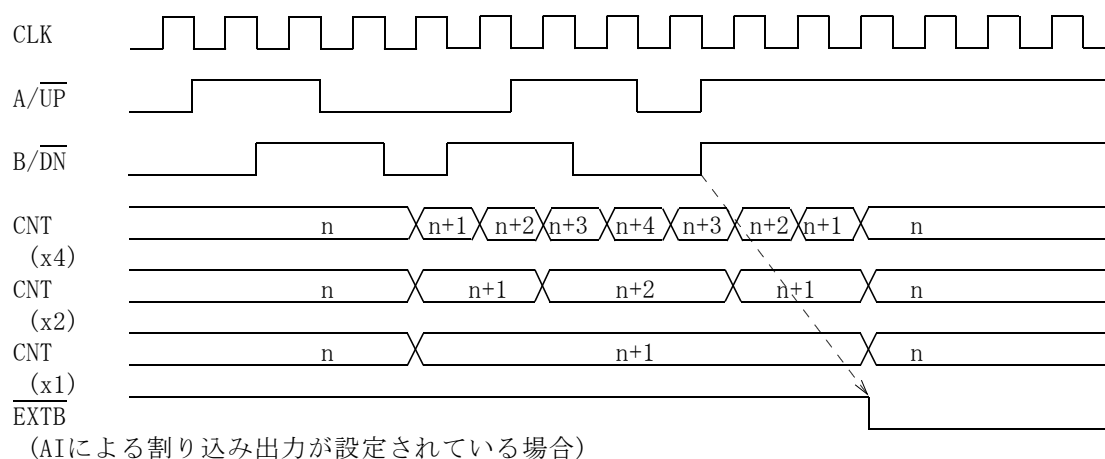 CLK
A/UP
B/DN
CNT n n+1 n+2 n+3 n+4 n+3 n+2 n+1 n
(x4)
CNT n n+1 n+2 n+1 n
(x2)
CNT n n+1 n
(x1)
EXTB
(AIによる割り込み出力が設定されている場合)